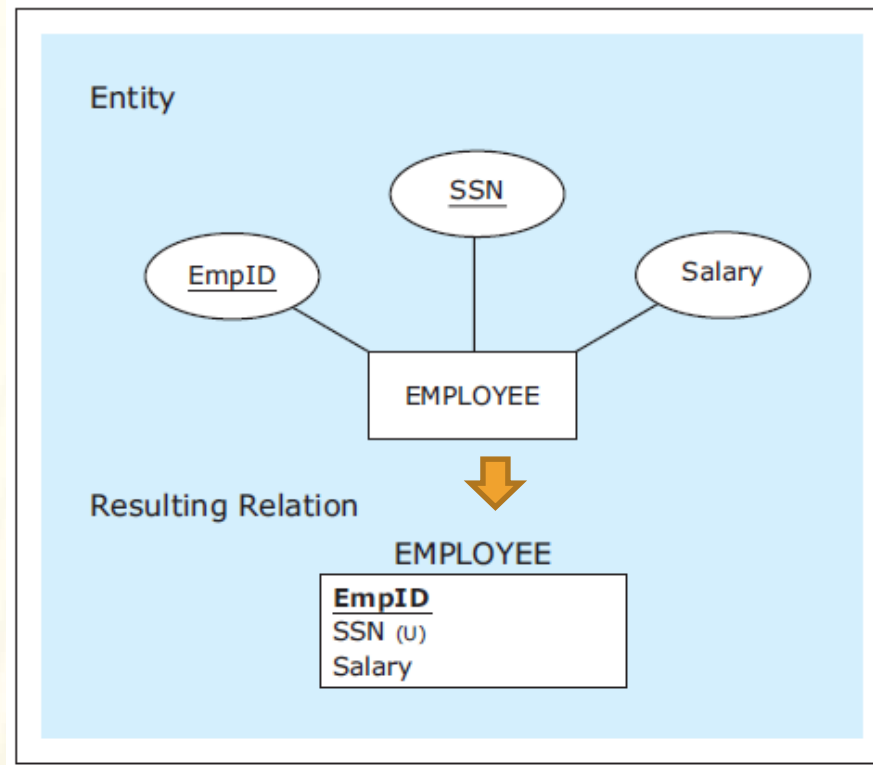 Entity
SSN
EmpID
Salary
EMPLOYEE
Resulting Relation
EMPLOYEE
EmpID
SSN (U)
Salary